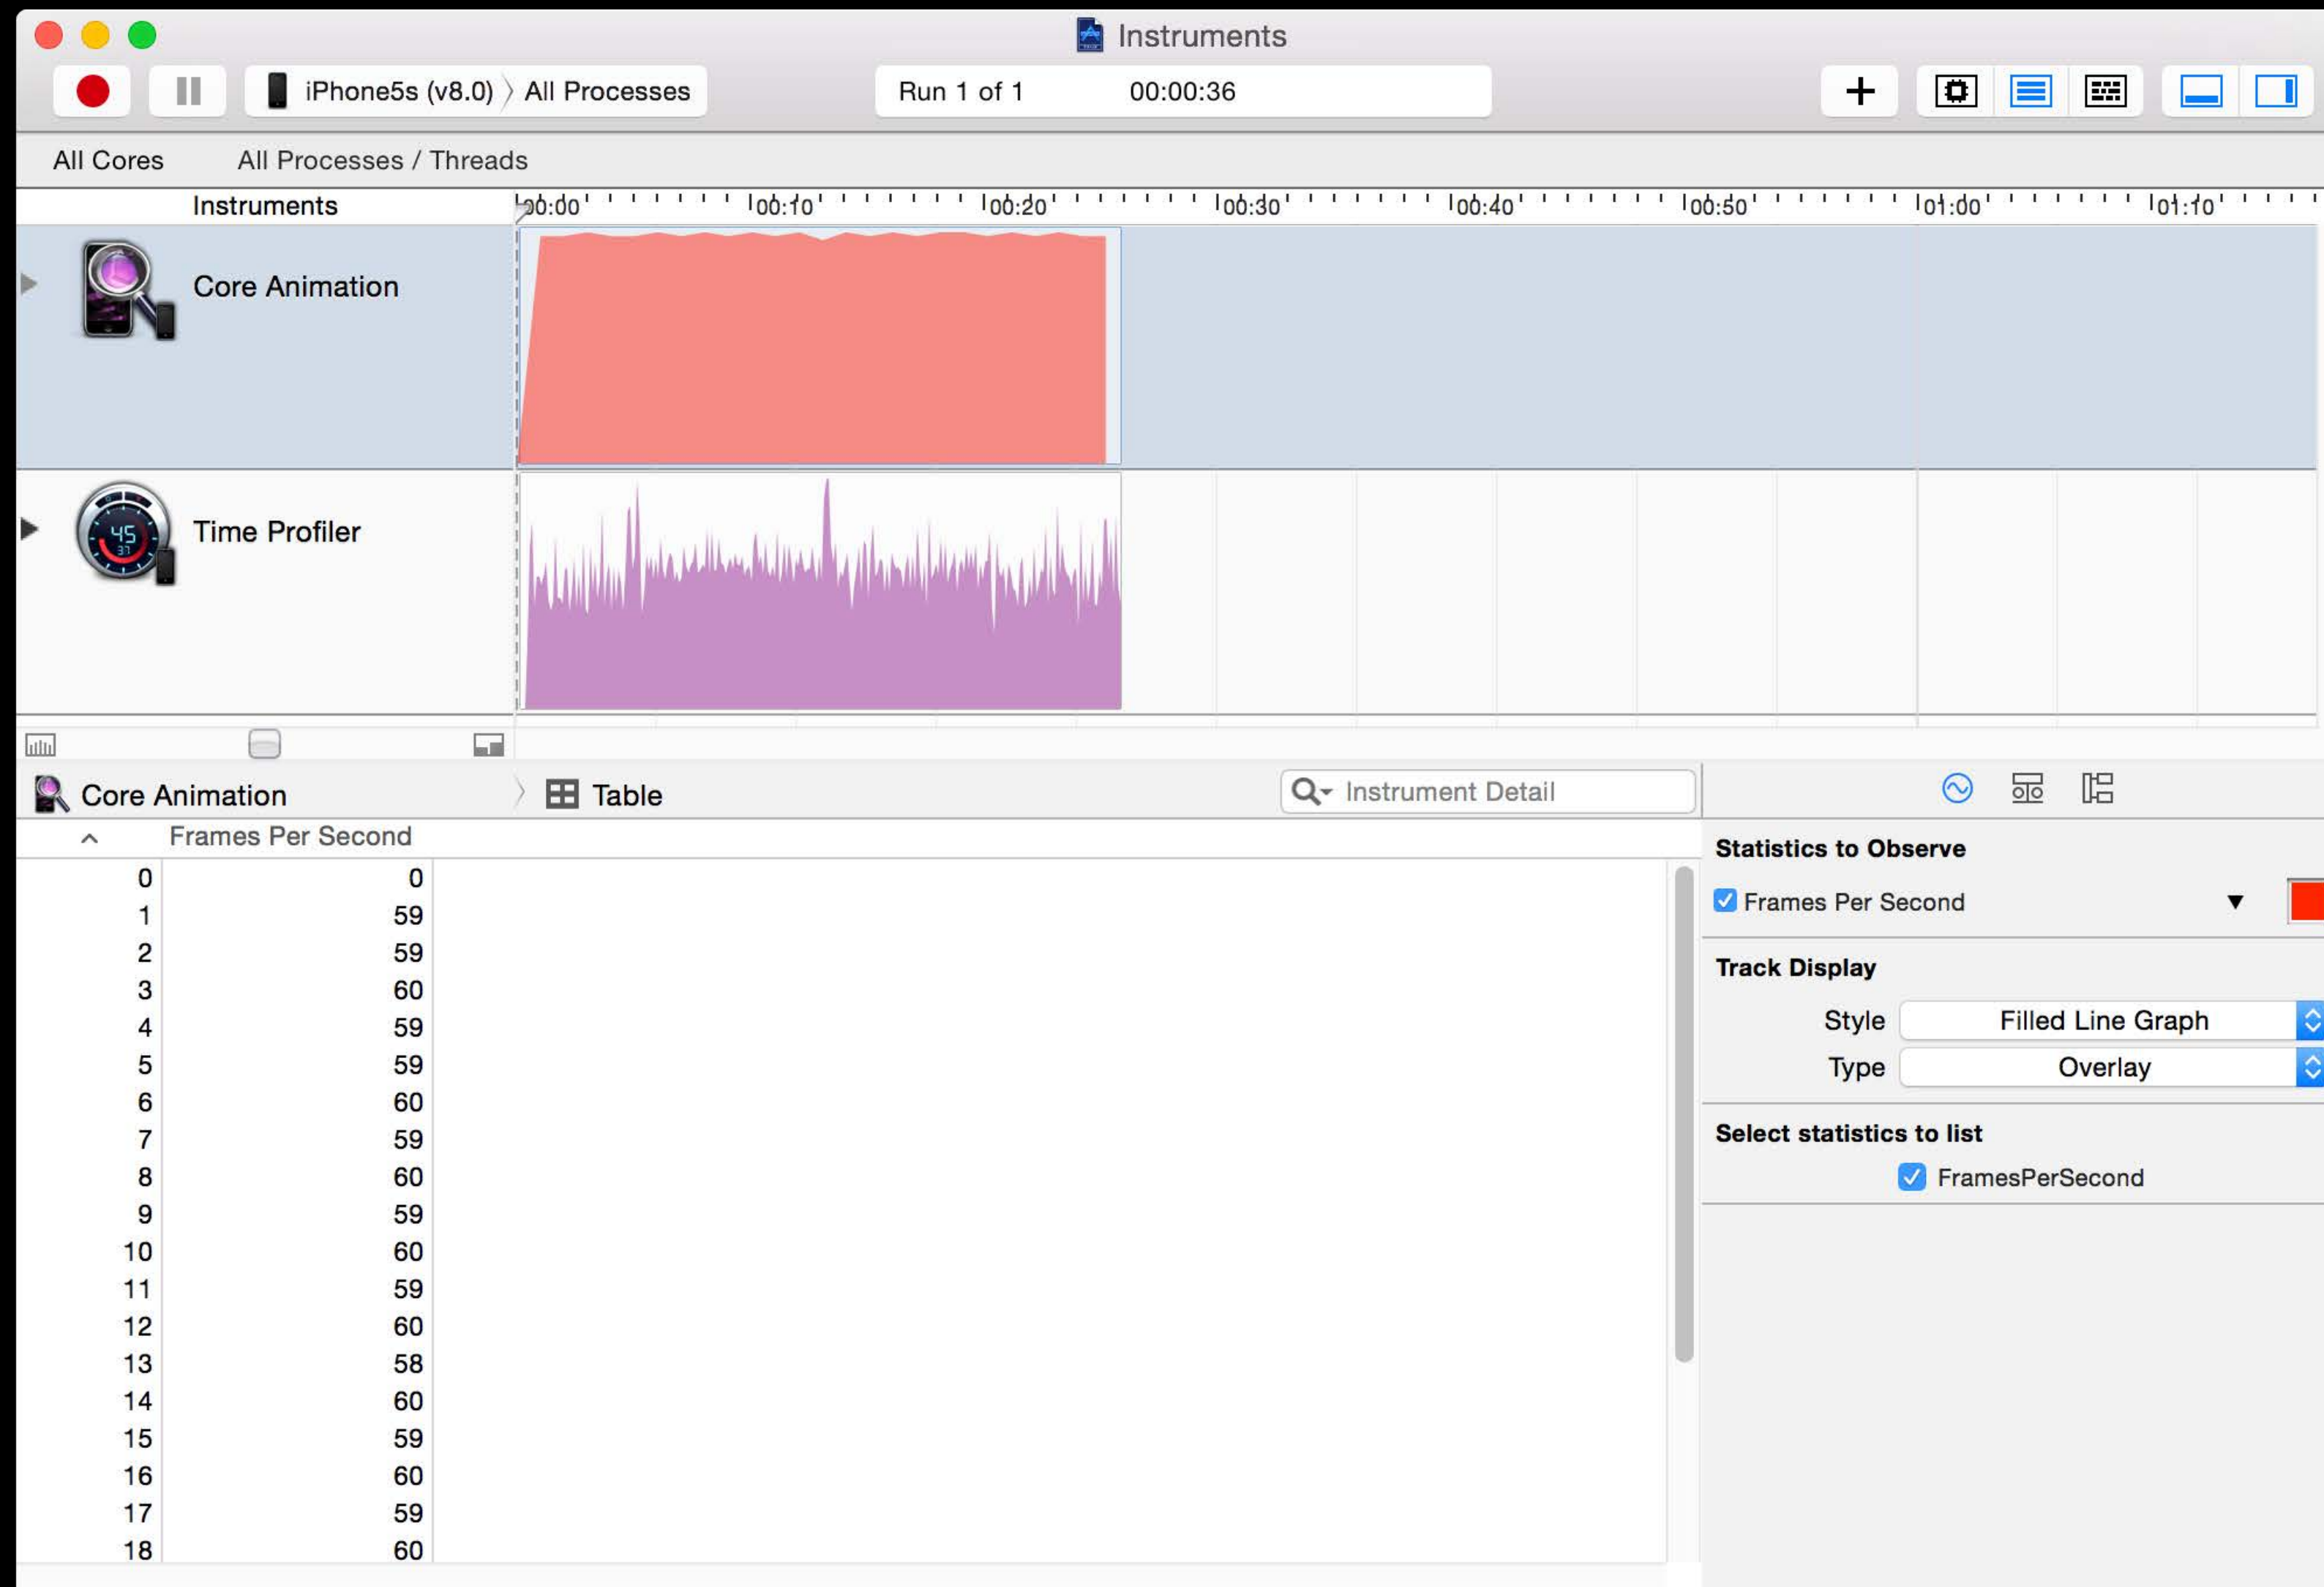 Instruments
iPhone5s (v8.0) 〉 All Processes
Run 1 of 1 00:00:36
All Cores All Processes / Threads
Instruments 00:00 00:10 00:20 00:30 00:40 00:50 01:00 01:10
Core Animation
45
37
Time Profiler
Core Animation 〉 Table Instrument Detail
Frames Per Second
0 0
1 59
2 59
3 60
4 59
5 59
6 60
7 59
8 60
9 59
10 60
11 59
12 60
13 58
14 60
15 59
16 60
17 59
18 60
Statistics to Observe
Frames Per Second
Track Display
Style Filled Line Graph
Type Overlay
Select statistics to list
FramesPerSecond